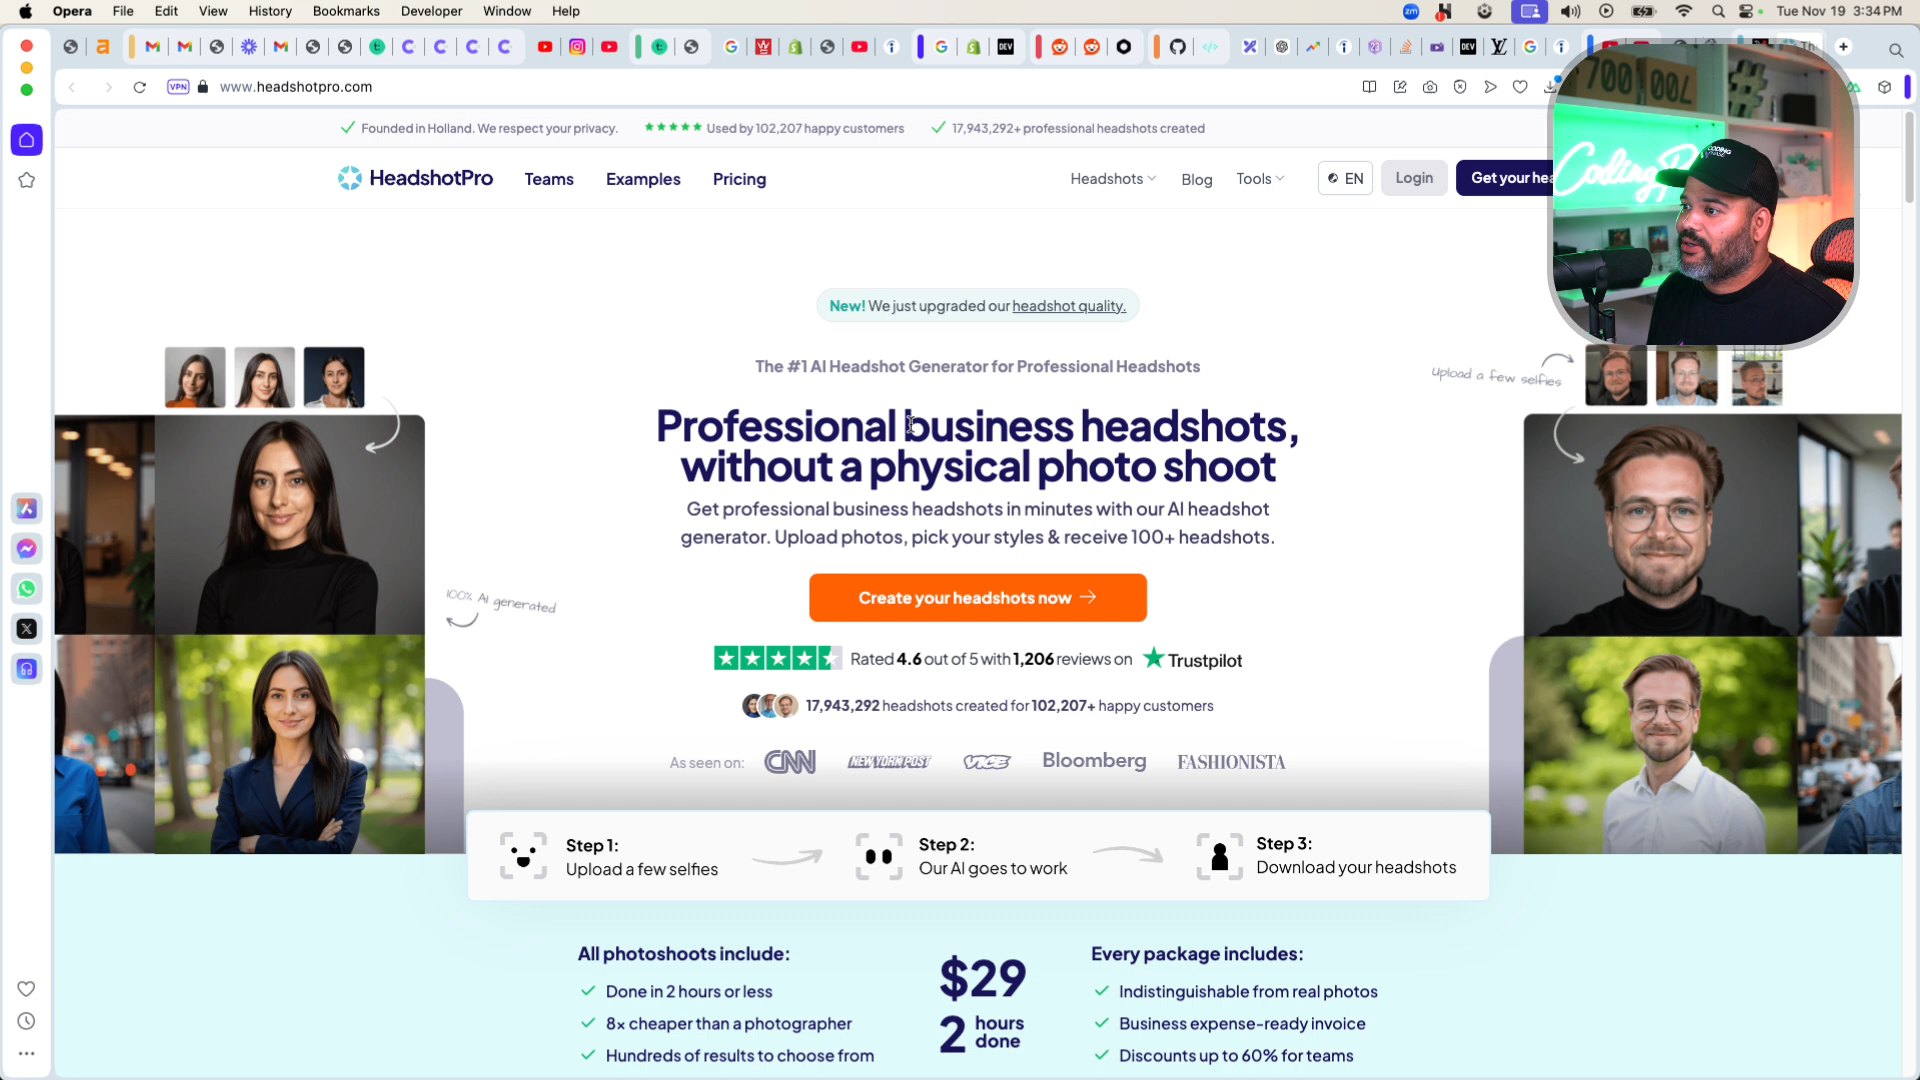 Opera File Edit View History Bookmarks Developer Window Help
zm
Tue Nov 19 3:34 PM
VPN www.headshotpro.com
Founded in Holland. We respect your privacy.
Used by 102,207 happy customers
17,943,292+ professional headshots created
HeadshotPro
Teams
Examples
Pricing
Headshots
Blog
Tools
EN
Login
Get your hea
New! We just upgraded our headshot quality.
The #1 AI Headshot Generator for Professional Headshots
Professional business headshots,
without a physical photo shoot
Get professional business headshots in minutes with our AI headshot
generator. Upload photos, pick your styles & receive 100+ headshots.
Create your headshots now
100% AI generated
Upload a few selfies
Rated 4.6 out of 5 with 1,206 reviews on Trustpilot
17,943,292 headshots created for 102,207+ happy customers
As seen on: CNN NEW YORK POST VICE Bloomberg FASHIONISTA
Step 1:
Upload a few selfies
Step 2:
Our AI goes to work
Step 3:
Download your headshots
All photoshoots include:
Done in 2 hours or less
8x cheaper than a photographer
Hundreds of results to choose from
$29
2 hours
done
Every package includes:
Indistinguishable from real photos
Business expense-ready invoice
Discounts up to 60% for teams